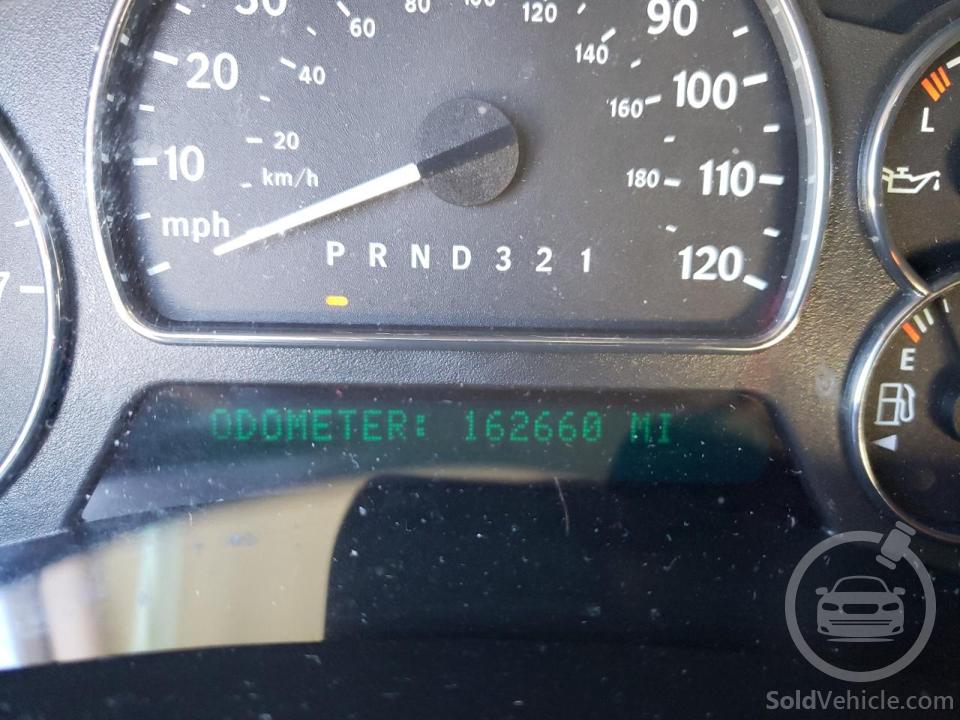 30 60 80 100 120 90
20 40 140 100
160
10 20 180 110
km/h
mph
P R N D 3 2 1 120
L
E
7
ODOMETER: 162660 MI
SoldVehicle.com